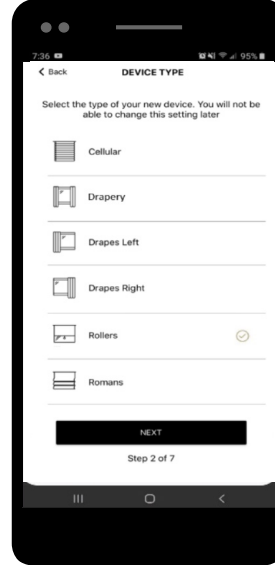 7:36 95%
Back DEVICE TYPE
Select the type of your new device. You will not be
able to change this setting later
Cellular
Drapery
Drapes Left
Drapes Right
Rollers
Romans
NEXT
Step 2 of 7